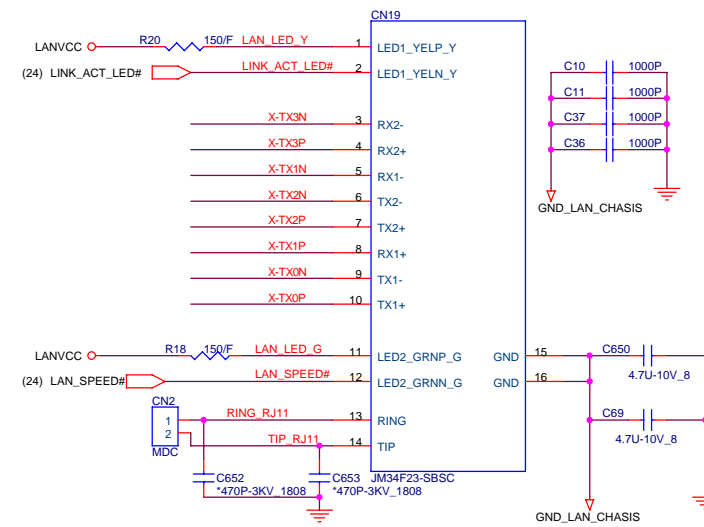 CN19
LANVCC R20 150/F LAN_LED_Y 1 LED1_YELP_Y
(24) LINK_ACT_LED# LINK_ACT_LED# 2 LED1_YELN_Y
X-TX3N 3 RX2-
X-TX3P 4 RX2+
X-TX1N 5 RX1-
X-TX2N 6 TX2-
X-TX2P 7 TX2+
X-TX1P 8 RX1+
X-TX0N 9 TX1-
X-TX0P 10 TX1+
LANVCC R18 150/F LAN_LED_G 11 LED2_GRNP_G GND 15
(24) LAN_SPEED# LAN_SPEED# 12 LED2_GRNN_G GND 16
CN2
1 RING_RJ11 13 RING
2 TIP_RJ11 14 TIP
MDC
JM34F23-SBSC
C652
*470P-3KV_1808
C653
*470P-3KV_1808
C10 1000P
C11 1000P
C37 1000P
C36 1000P
GND_LAN_CHASIS
C650
4.7U-10V_8
C69
4.7U-10V_8
GND_LAN_CHASIS